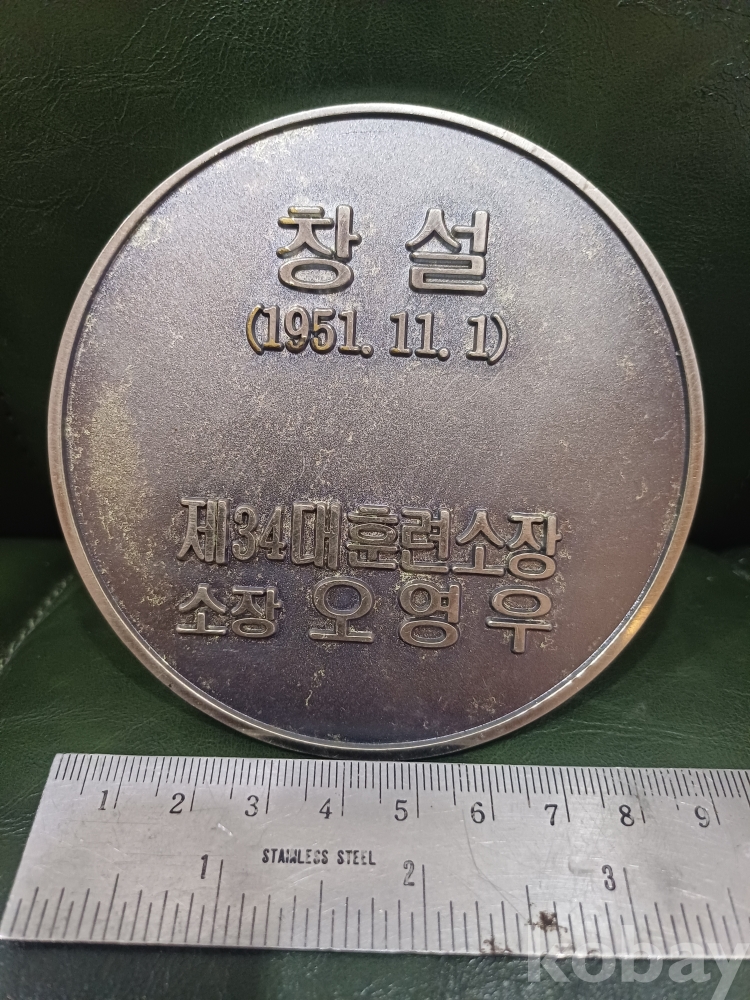 창설
(1951. 11. 1)
제34대훈련소장
소장 오영우
1 2 3 4 5 6 7 8 9
STAINLESS STEEL
1 2 3
kobay